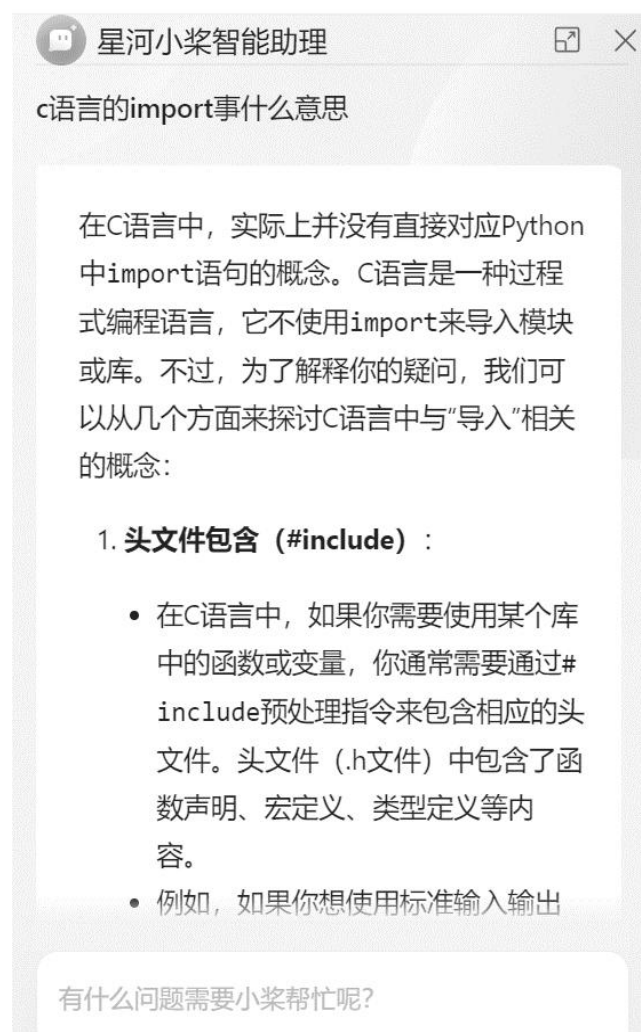 星河小桨智能助理
c语言的import事什么意思
在C语言中，实际上并没有直接对应Python
中import语句的概念。C语言是一种过程
式编程语言，它不使用import来导入模块
或库。不过，为了解释你的疑问，我们可
以从几个方面来探讨C语言中与“导入”相关
的概念：
1. 头文件包含（#include）：
• 在C语言中，如果你需要使用某个库
中的函数或变量，你通常需要通过#
include预处理指令来包含相应的头
文件。头文件（.h文件）中包含了函
数声明、宏定义、类型定义等内
容。
• 例如，如果你想使用标准输入输出
有什么问题需要小桨帮忙呢？